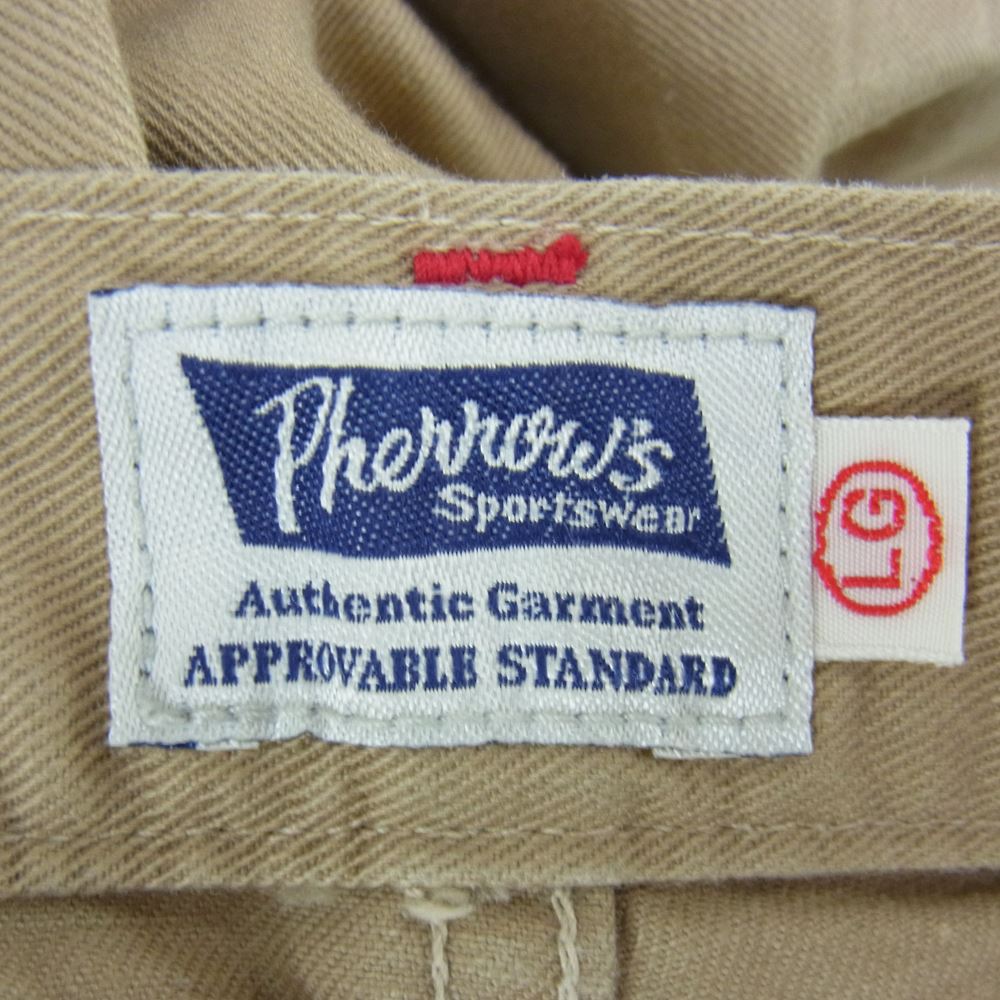 Pherrow's
Sportswear
Authentic Garment
APPROVABLE STANDARD
LG